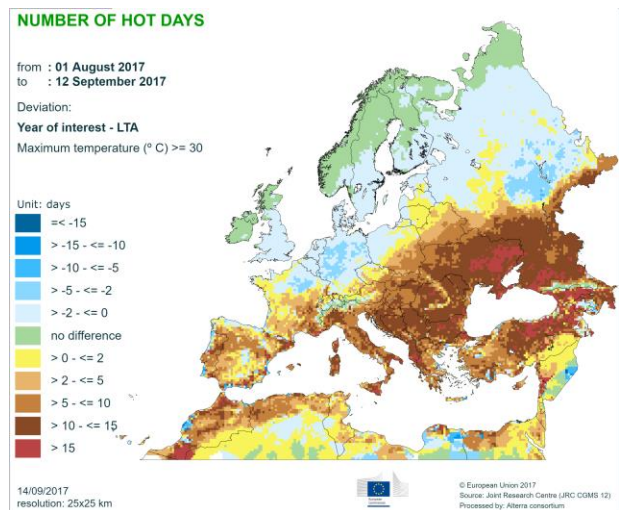 NUMBER OF HOT DAYS
from : 01 August 2017
to : 12 September 2017
Deviation:
Year of interest - LTA
Maximum temperature (º C) >= 30
Unit: days
=< -15
> -15 - <= -10
> -10 - <= -5
> -5 - <= -2
> -2 - <= 0
no difference
> 0 - <= 2
> 2 - <= 5
> 5 - <= 10
> 10 - <= 15
> 15
14/09/2017
resolution: 25x25 km
© European Union 2017
Source: Joint Research Centre (JRC CGMS 12)
Processed by: Alterra consortium